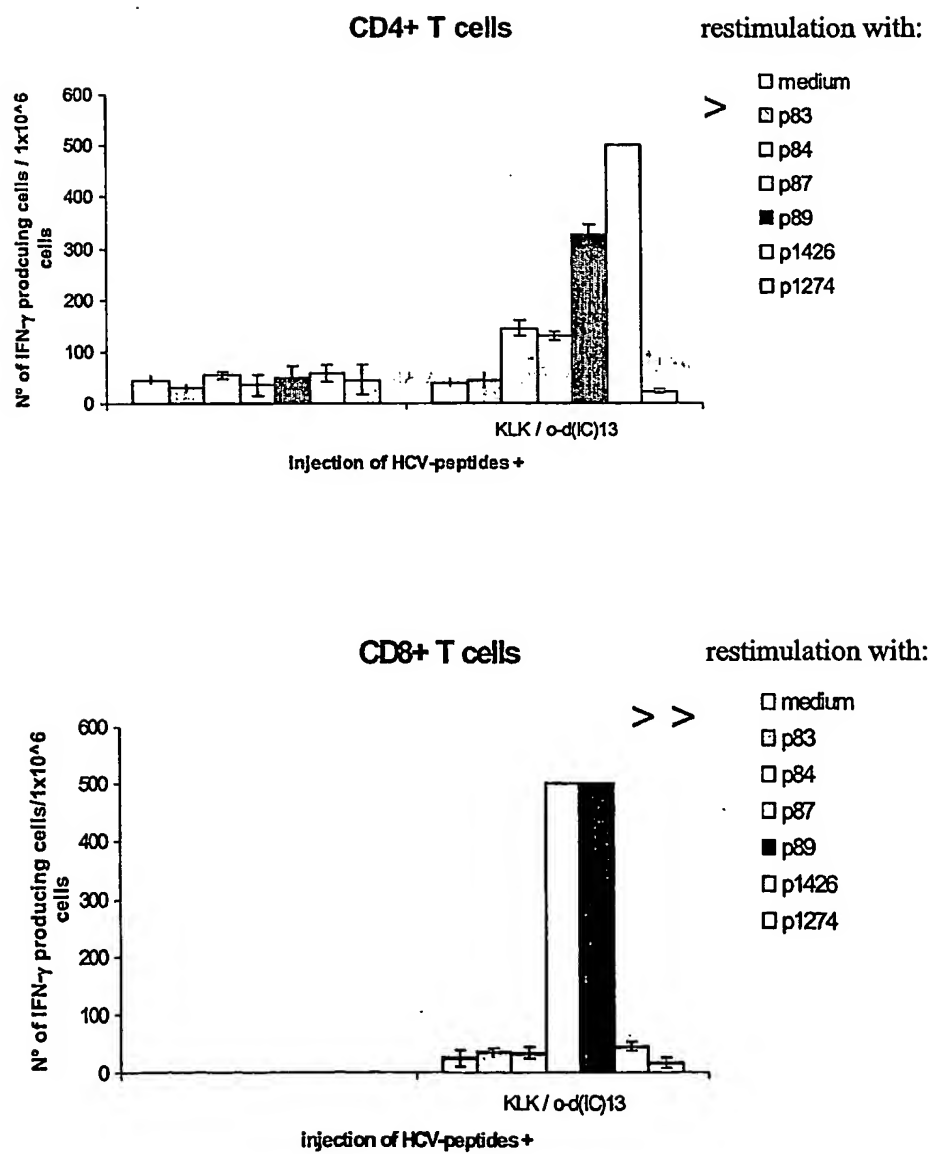 CD4+ T cells
restimulation with:
>
medium
p83
p84
p87
p89
p1426
p1274
N° of IFN-γ prodcuing cells / 1x10^6
cells
600
500
400
300
200
100
0
KLK / o-d(IC)13
injection of HCV-peptides +
CD8+ T cells
restimulation with:
> >
medium
p83
p84
p87
p89
p1426
p1274
N° of IFN-γ producing cells/1x10^6
cells
600
500
400
300
200
100
0
KLK / o-d(IC)13
injection of HCV-peptides +